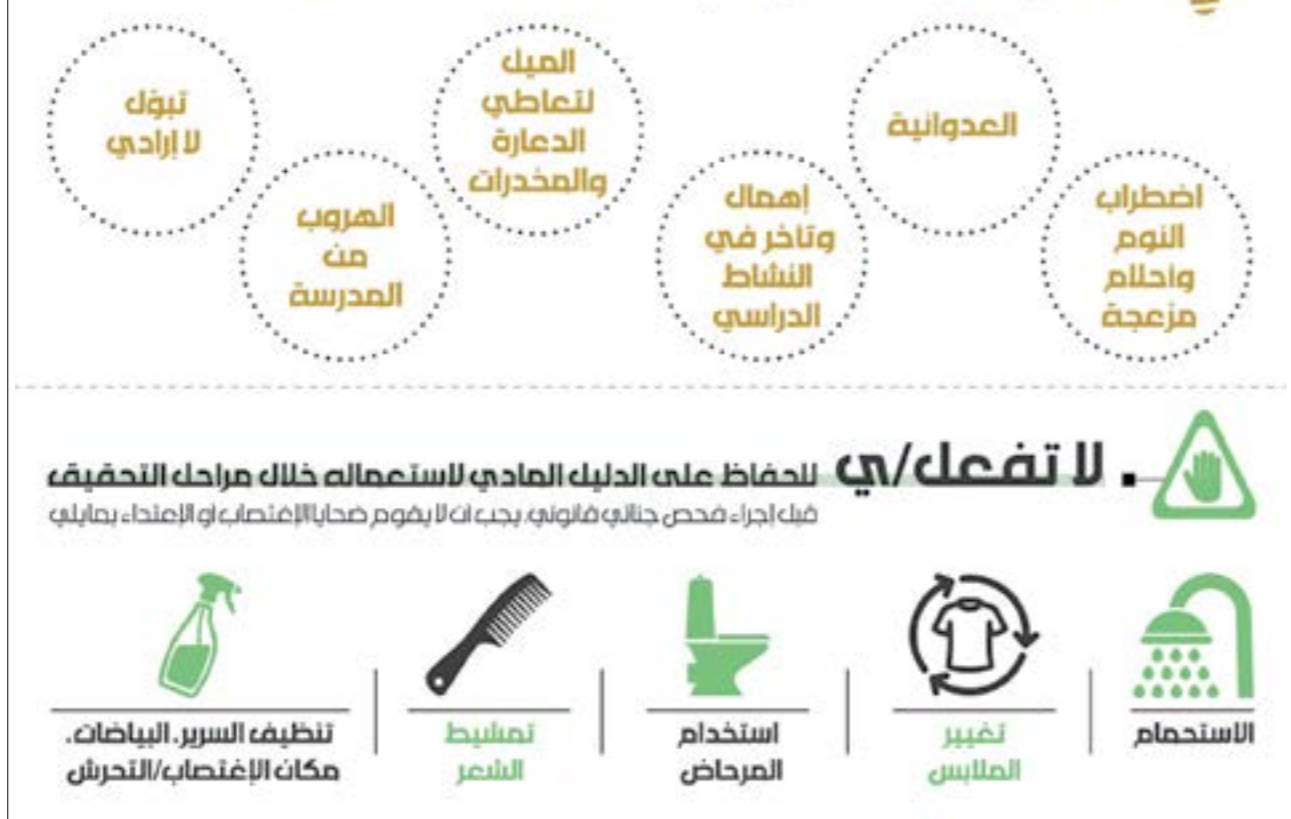 اضطراب
النوم
وأحلام
مزعجة
العدوانية
إهمال
وتأخر في
النشاط
الدراسي
الميل
لتعاطي
الدعارة
والمخدرات
الهروب
من
المدرسة
تبوّل
لا إرادي
. لا تفعل/ي للحفاظ على الدليل المادي لاستعماله خلال مراحل التحقيق
قبل إجراء فحص جنائي قانوني، يجب ان لا يقوم ضحايا الإغتصاب او الإعتداء بمايلي
الاستحمام
تغيير
الملابس
استخدام
المرحاض
تمشيط
الشعر
تنظيف السرير. البياضات.
مكان الإغتصاب/التحرش